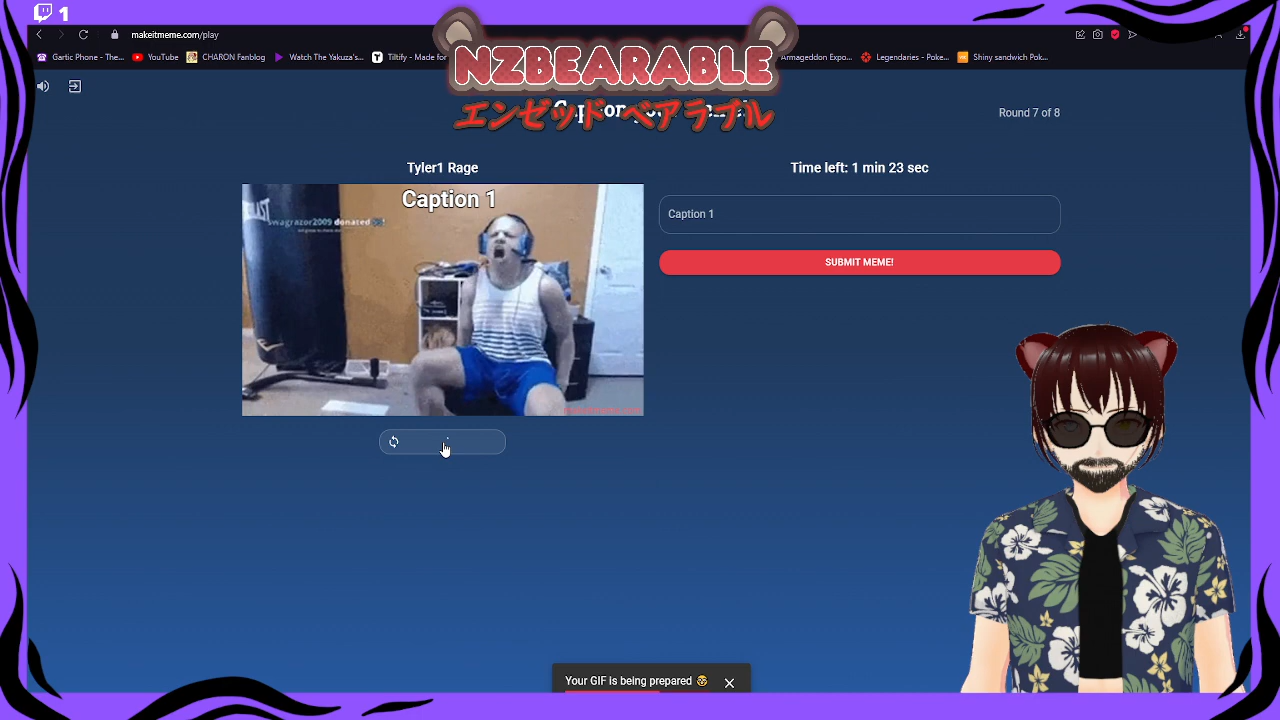 1
makeitmeme.com/play
Gartic Phone - The...
YouTube
CHARON Fanblog
Watch The Yakuza's...
Tiltify - Made for
Armageddon Expo...
Legendaries - Poke...
Shiny sandwich Pok...
NZBEARABLE
エンゼッド ベアラブル
Round 7 of 8
Tyler1 Rage
Time left: 1 min 23 sec
Caption 1
swagrazor2009 donated
Caption 1
SUBMIT MEME!
Your GIF is being prepared